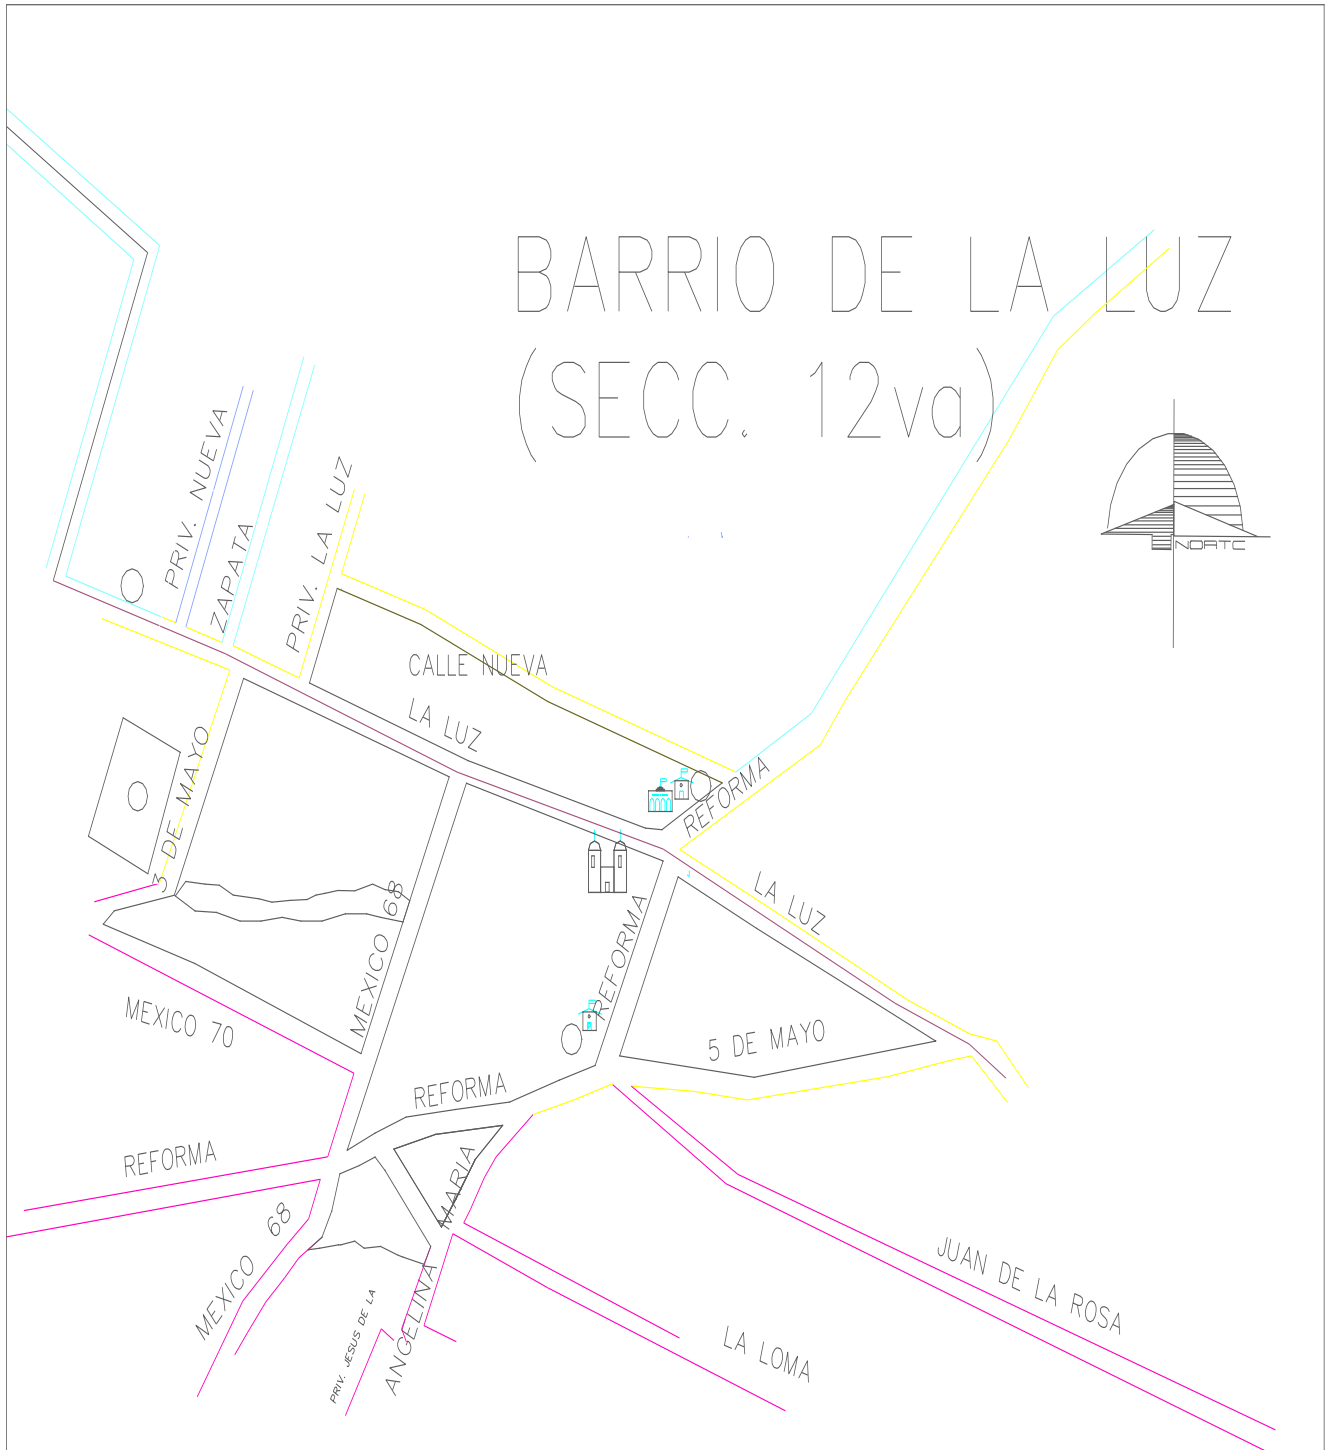 BARRIO DE LA LUZ
(SECC. 12va)
PRIV. NUEVA
ZAPATA
PRIV. LA LUZ
NORTE
CALLE NUEVA
LA LUZ
3 DE MAYO
REFORMA
LA LUZ
MEXICO 68
REFORMA
MEXICO 70
5 DE MAYO
REFORMA
REFORMA
MARIA
MEXICO 68
ANGELINA
PRIV. JESUS DE LA
JUAN DE LA ROSA
LA LOMA